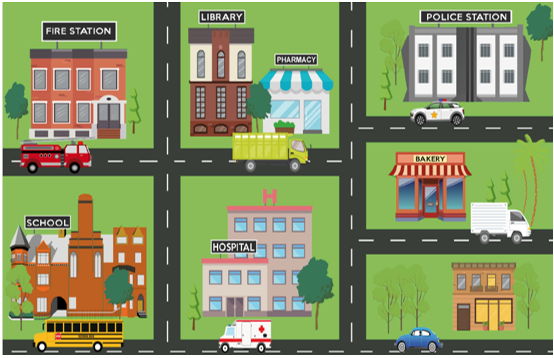 FIRE STATION
LIBRARY
PHARMACY
POLICE STATION
BAKERY
SCHOOL
HOSPITAL
H